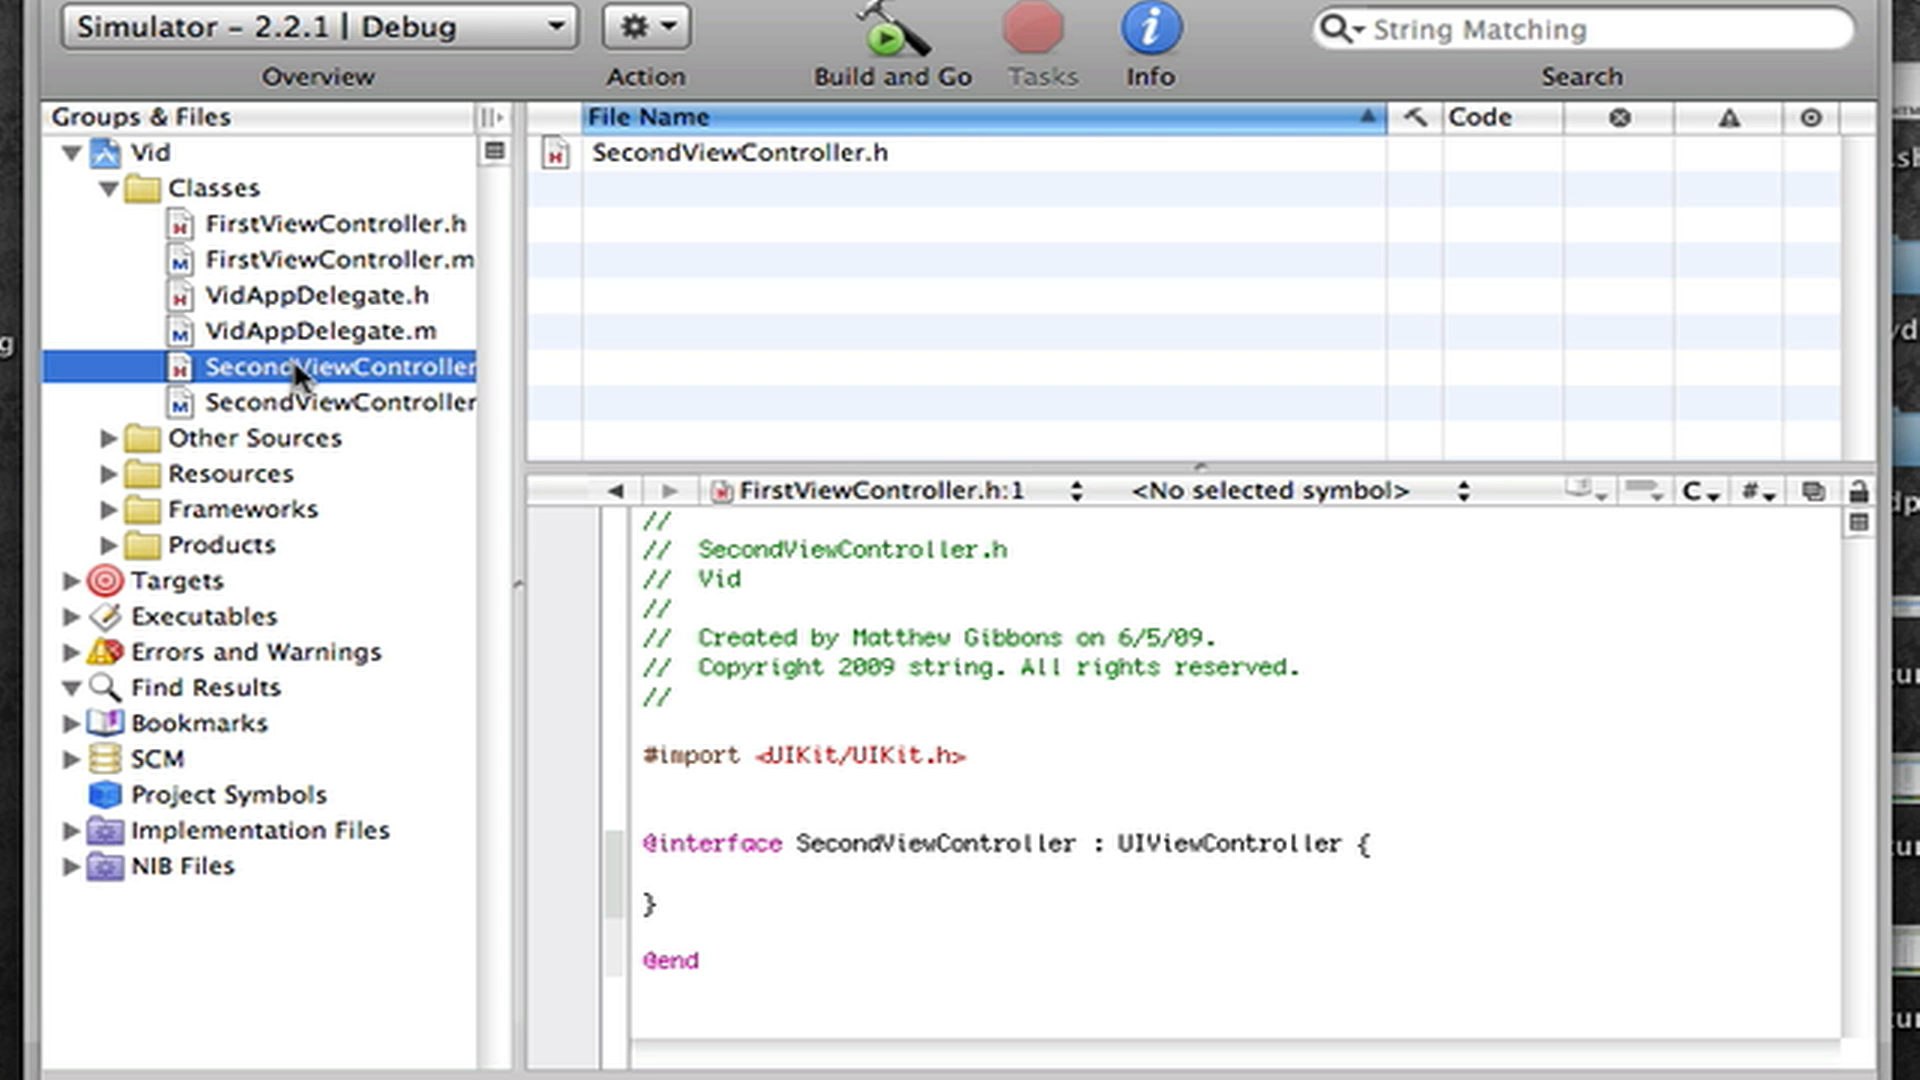 Simulator - 2.2.1 | Debug
String Matching
Overview
Action
Build and Go
Tasks
Info
Search
Groups & Files
Vid
Classes
FirstViewController.h
FirstViewController.m
VidAppDelegate.h
VidAppDelegate.m
SecondViewController
SecondViewController
Other Sources
Resources
Frameworks
Products
Targets
Executables
Errors and Warnings
Find Results
Bookmarks
SCM
Project Symbols
Implementation Files
NIB Files
File Name
Code
SecondViewController.h
FirstViewController.h:1
<No selected symbol>
C
#
//
// SecondViewController.h
// Vid
//
// Created by Matthew Gibbons on 6/5/09.
// Copyright 2009 string. All rights reserved.
//
#import <UIKit/UIKit.h>
@interface SecondViewController : UIViewController {
}
@end